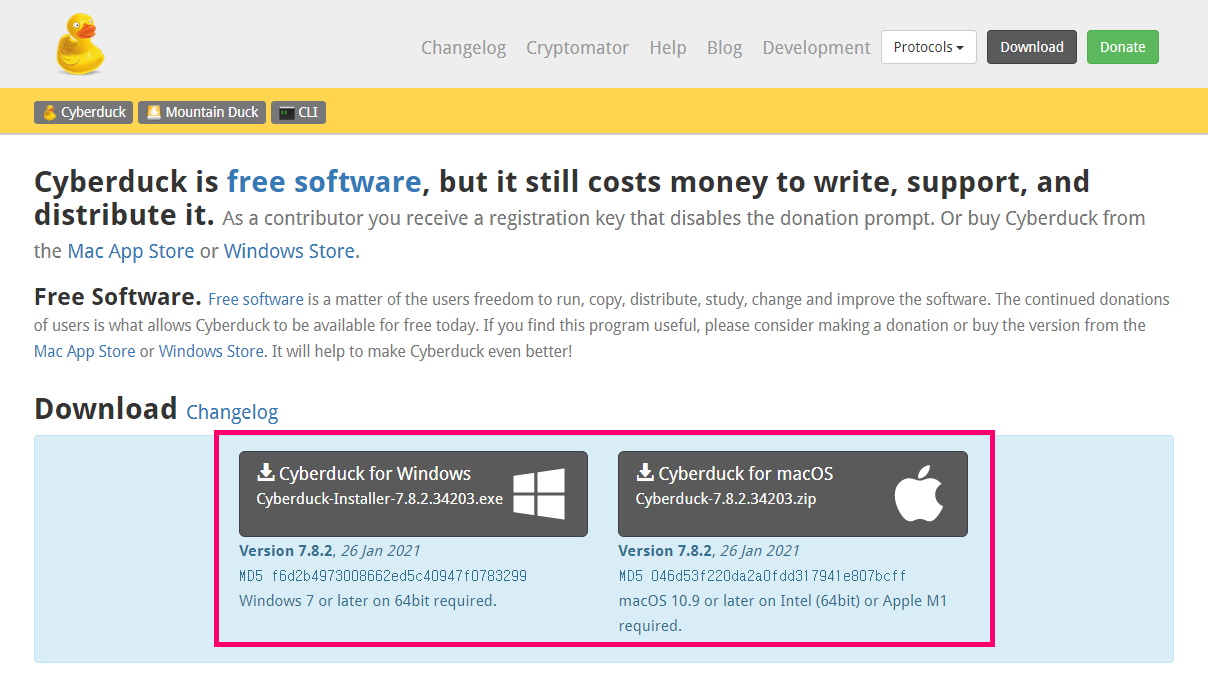 Changelog Cryptomator Help Blog Development Protocols Download Donate
Cyberduck Mountain Duck CLI
Cyberduck is free software, but it still costs money to write, support, and
distribute it. As a contributor you receive a registration key that disables the donation prompt. Or buy Cyberduck from
the Mac App Store or Windows Store.
Free Software. Free software is a matter of the users freedom to run, copy, distribute, study, change and improve the software. The continued donations
of users is what allows Cyberduck to be available for free today. If you find this program useful, please consider making a donation or buy the version from the
Mac App Store or Windows Store. It will help to make Cyberduck even better!
Download Changelog
Cyberduck for Windows
Cyberduck-Installer-7.8.2.34203.exe
Version 7.8.2, 26 Jan 2021
MD5 f6d2b4973008662ed5c40947f0783299
Windows 7 or later on 64bit required.
Cyberduck for macOS
Cyberduck-7.8.2.34203.zip
Version 7.8.2, 26 Jan 2021
MD5 046d53f220da2a0fdd317941e807bcff
macOS 10.9 or later on Intel (64bit) or Apple M1
required.